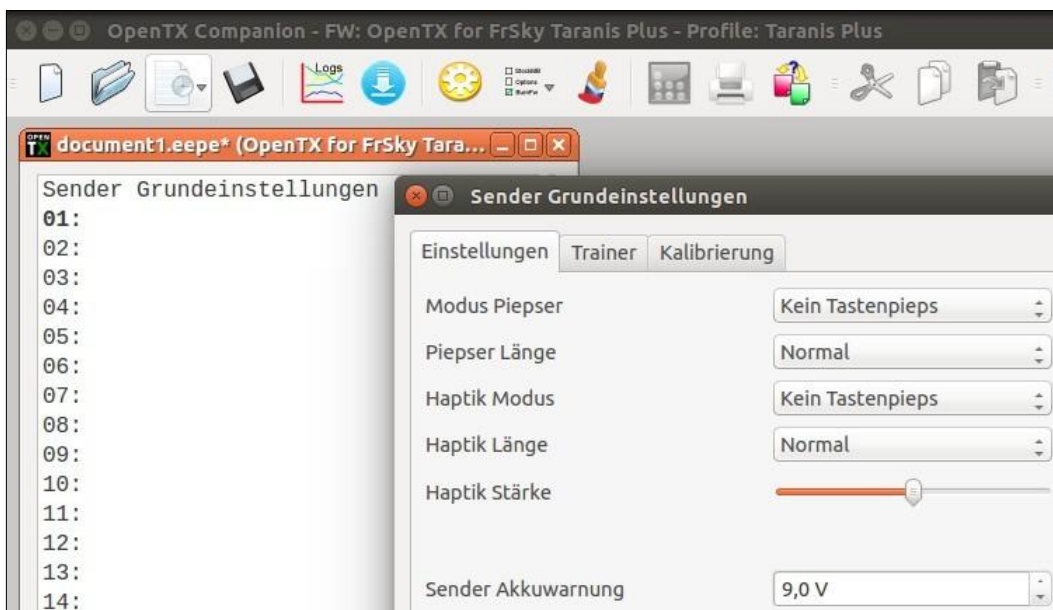 OpenTX Companion - FW: OpenTX for FrSky Taranis Plus - Profile: Taranis Plus
Logs
Options
OPEN
TX
document1.eepe* (OpenTX for FrSky Tara...
Sender Grundeinstellungen
01:
02:
03:
04:
05:
06:
07:
08:
09:
10:
11:
12:
13:
14:
Sender Grundeinstellungen
Einstellungen Trainer Kalibrierung
Modus Piepser Kein Tastenpieps
Piepser Länge Normal
Haptik Modus Kein Tastenpieps
Haptik Länge Normal
Haptik Stärke
Sender Akkuwarnung 9,0 V